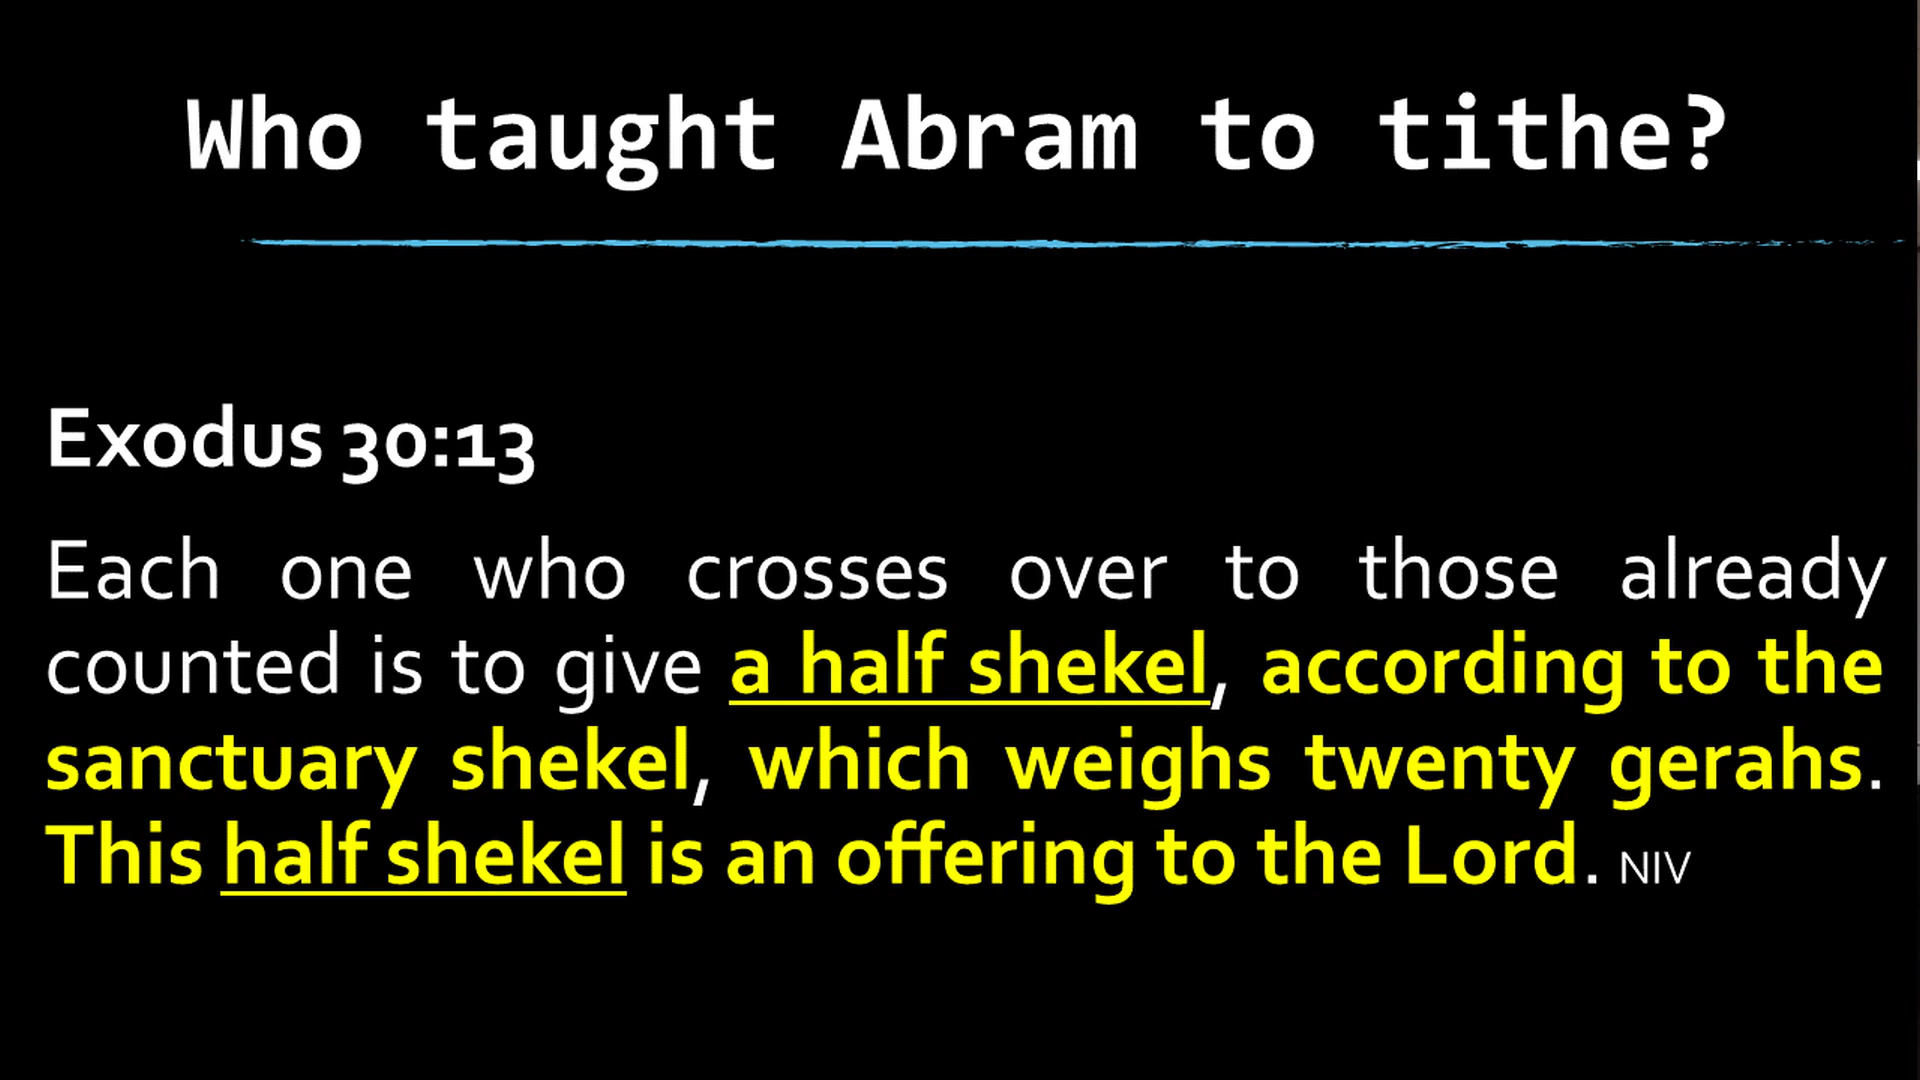 Who taught Abram to tithe?
Exodus 30:13
Each one who crosses over to those already
counted is to give a half shekel, according to the
sanctuary shekel, which weighs twenty gerahs.
This half shekel is an offering to the Lord. NIV